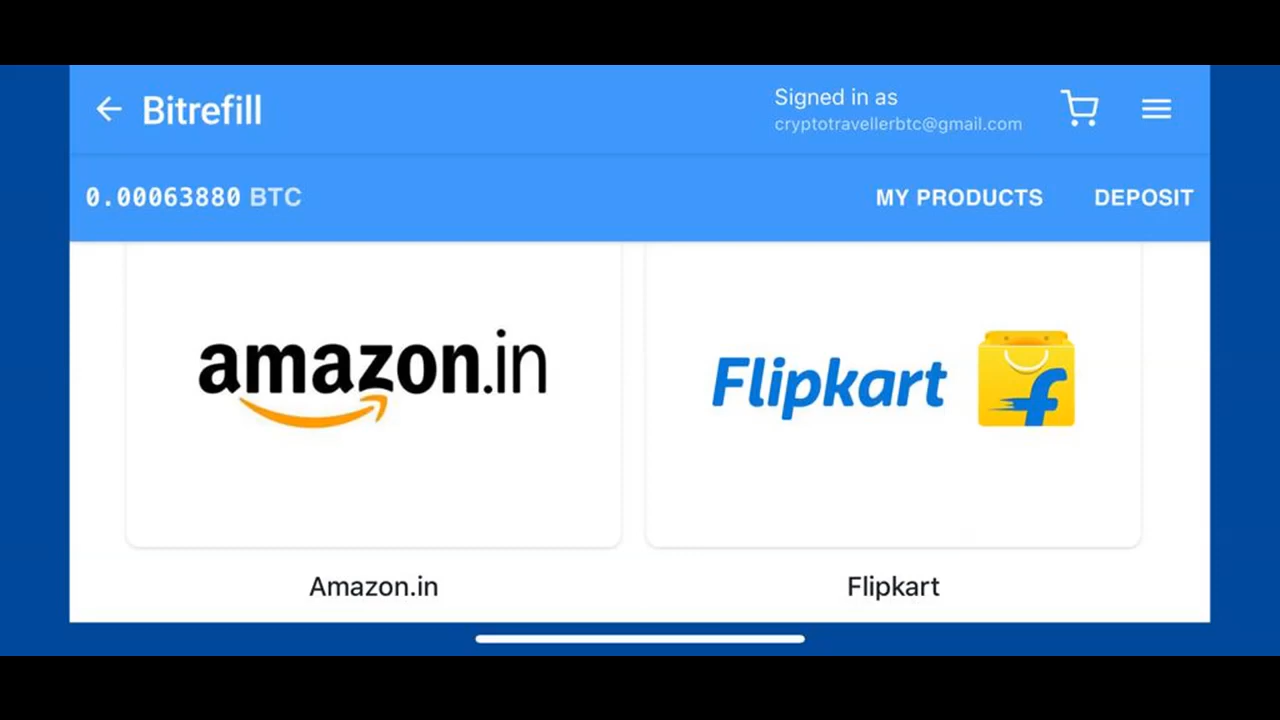 Bitrefill
Signed in as
cryptotravellerbtc@gmail.com
0.00063880 BTC
MY PRODUCTS
DEPOSIT
amazon.in
Flipkart
f
Amazon.in
Flipkart